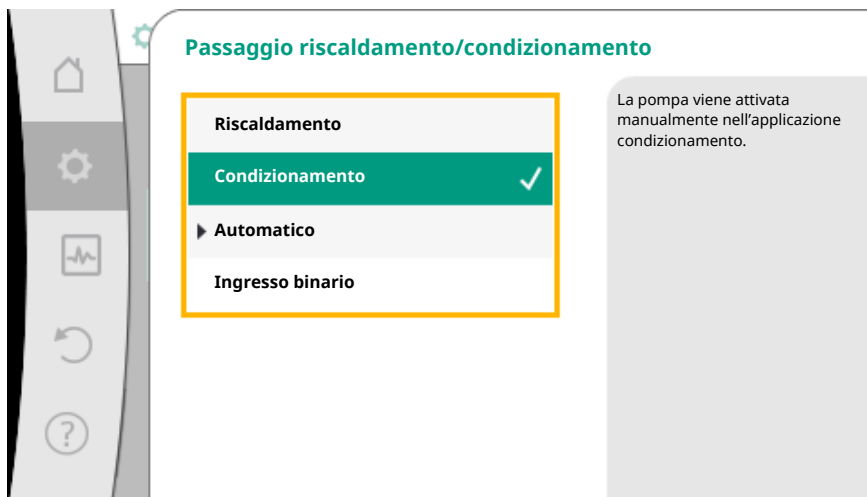 Passaggio riscaldamento/condizionamento
Riscaldamento
Condizionamento
Automatico
Ingresso binario
La pompa viene attivata
manualmente nell'applicazione
condizionamento.
?